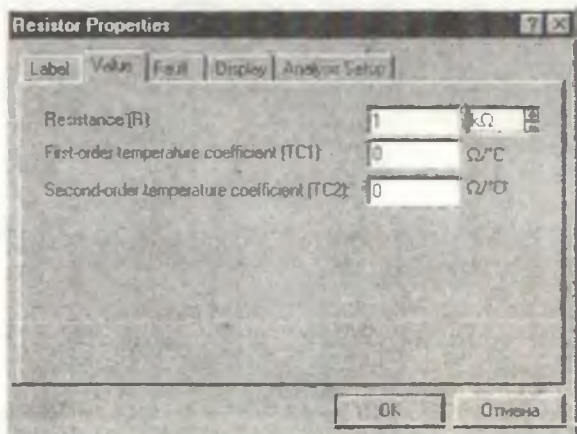 Resistor Properties
Label Value Fault Display Analysis Setup
Resistance (R): 1 kΩ
First-order temperature coefficient (TC1): 0 Ω/°C
Second-order temperature coefficient (TC2): 0
OK Отмена